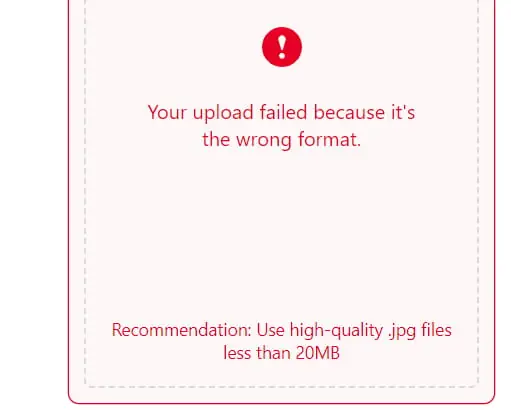 Your upload failed because it's
the wrong format.
Recommendation: Use high-quality .jpg files
less than 20MB